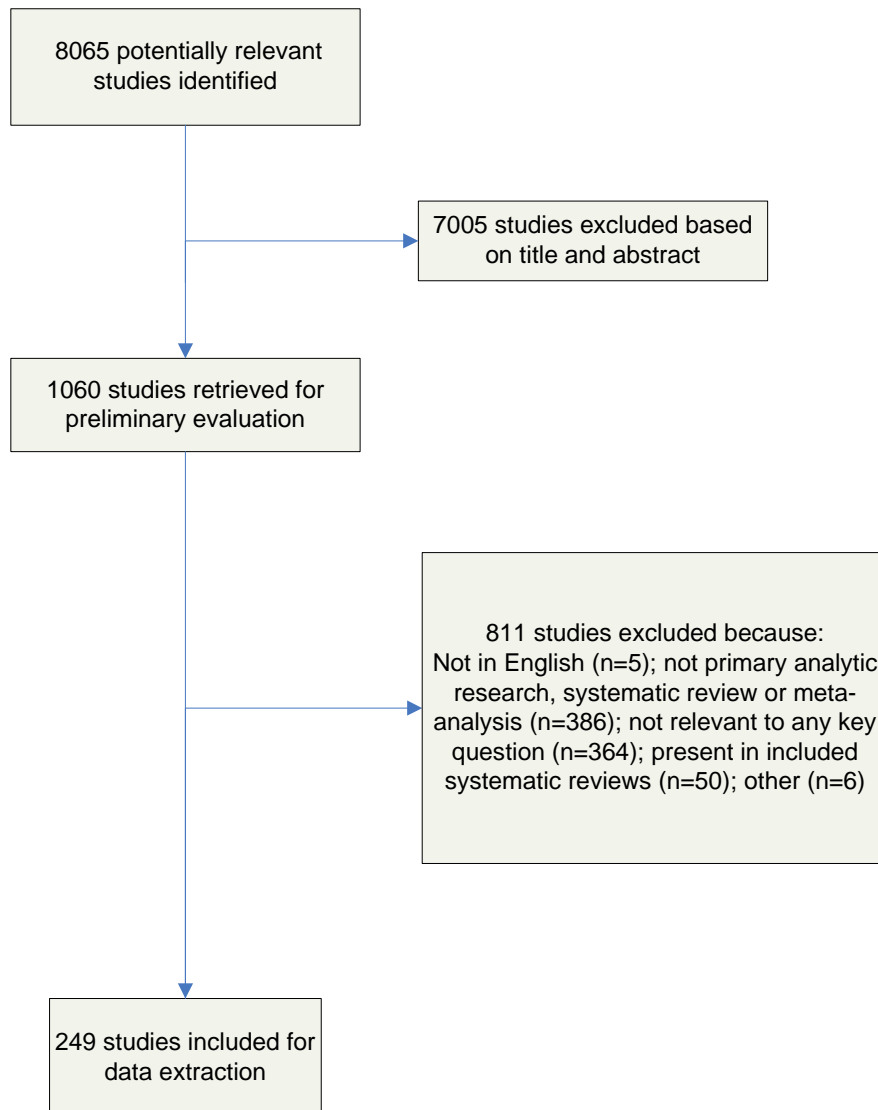 8065 potentially relevant
studies identified
7005 studies excluded based
on title and abstract
1060 studies retrieved for
preliminary evaluation
811 studies excluded because:
Not in English (n=5); not primary analytic
research, systematic review or meta-
analysis (n=386); not relevant to any key
question (n=364); present in included
systematic reviews (n=50); other (n=6)
249 studies included for
data extraction